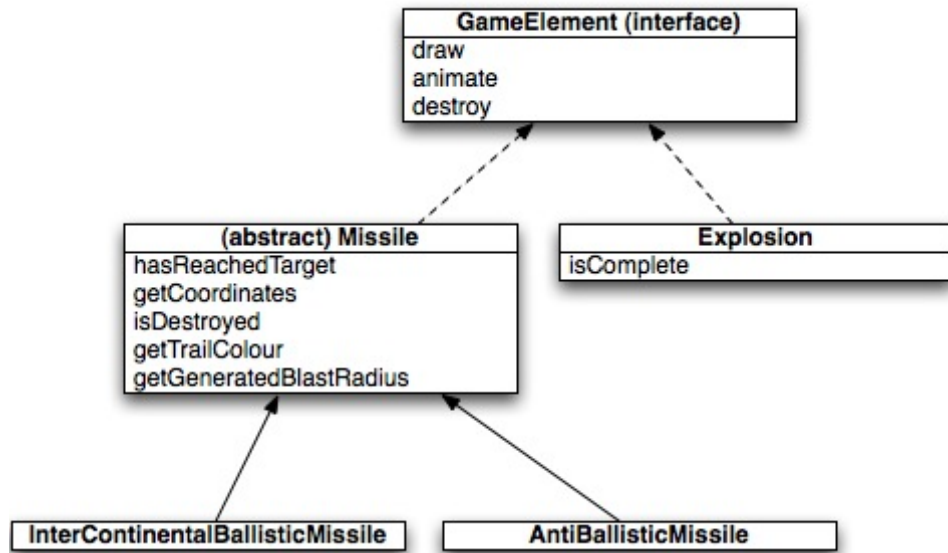 GameElement (interface)
draw
animate
destroy
(abstract) Missile
hasReachedTarget
getCoordinates
isDestroyed
getTrailColour
getGeneratedBlastRadius
Explosion
isComplete
InterContinentalBallisticMissile
AntiBallisticMissile